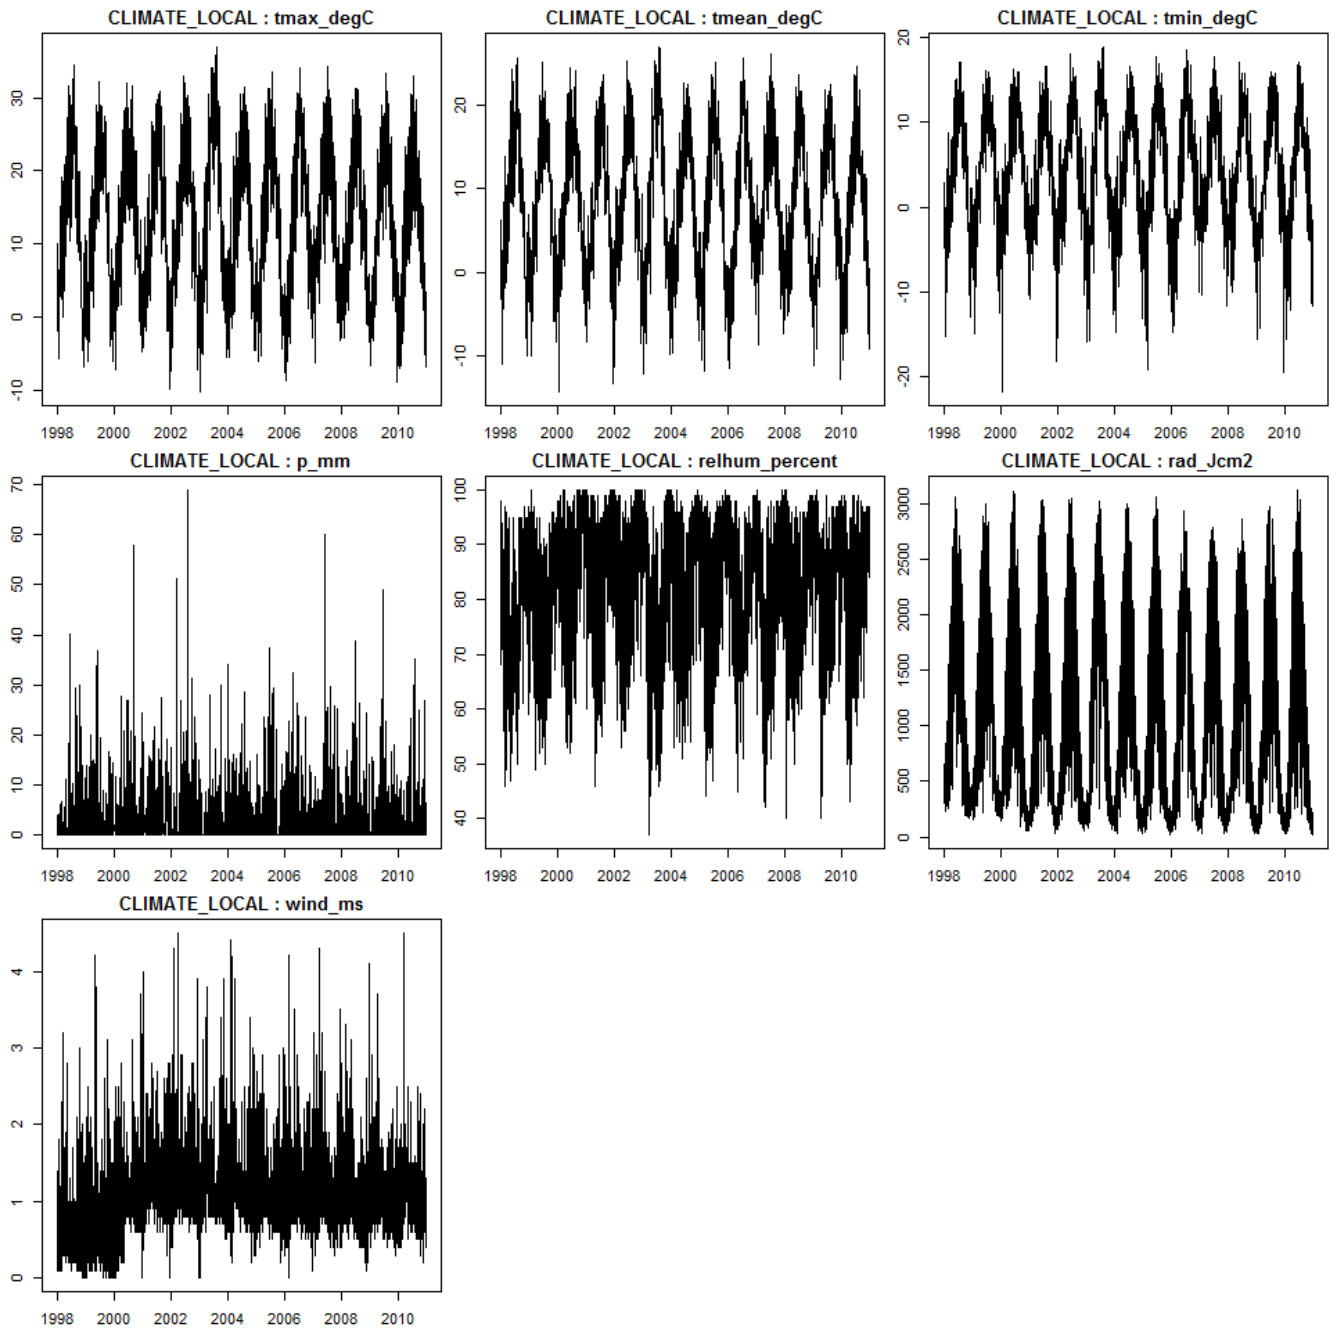 CLIMATE_LOCAL : tmax_degC
30
20
10
0
-10
1998 2000 2002 2004 2006 2008 2010
CLIMATE_LOCAL : tmean_degC
20
10
0
-10
1998 2000 2002 2004 2006 2008 2010
CLIMATE_LOCAL : tmin_degC
20
10
0
-10
-20
1998 2000 2002 2004 2006 2008 2010
CLIMATE_LOCAL : p_mm
70
60
50
40
30
20
10
0
1998 2000 2002 2004 2006 2008 2010
CLIMATE_LOCAL : relhum_percent
100
90
80
70
60
50
40
1998 2000 2002 2004 2006 2008 2010
CLIMATE_LOCAL : rad_Jcm2
3000
2500
2000
1500
1000
500
0
1998 2000 2002 2004 2006 2008 2010
CLIMATE_LOCAL : wind_ms
4
3
2
1
0
1998 2000 2002 2004 2006 2008 2010